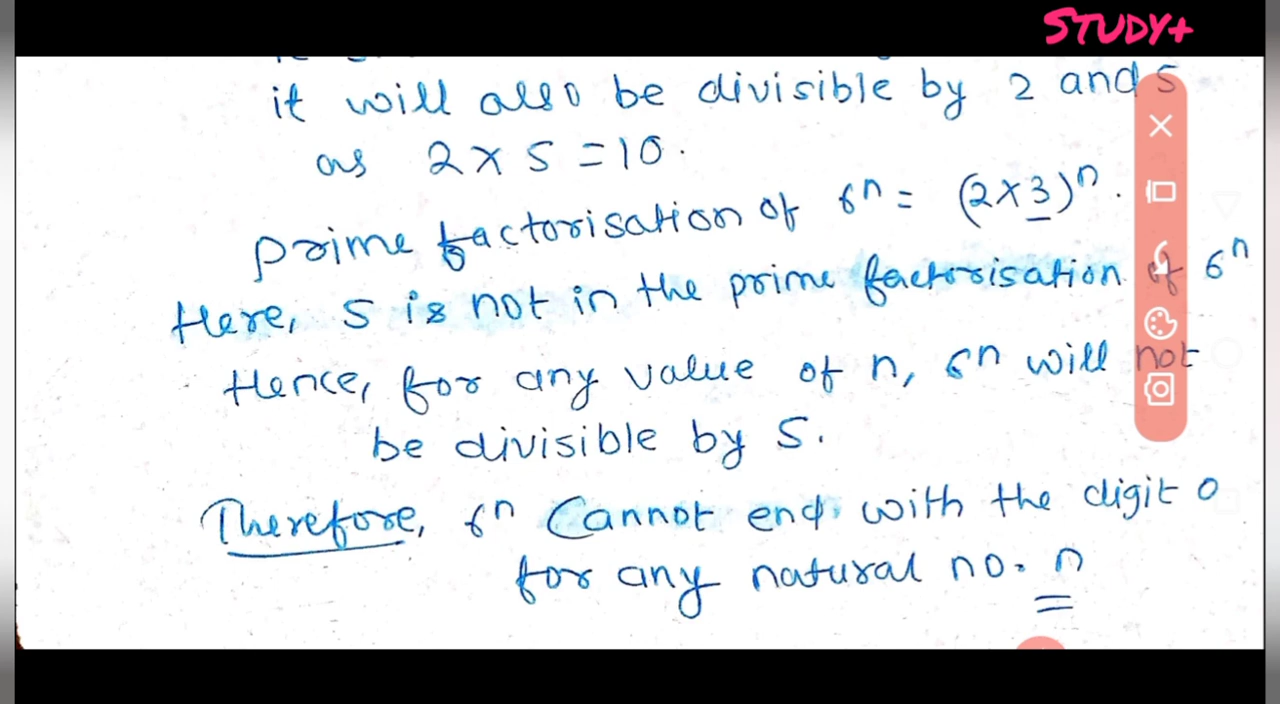 STUDY+
it will also be divisible by 2 and 5
as 2 x 5 = 10.
prime factorisation of 6ⁿ = (2x3)ⁿ.
Here, 5 is not in the prime factorisation of 6ⁿ
Hence, for any value of n, 6ⁿ will not
be divisible by 5.
Therefore, 6ⁿ Cannot end with the digit 0
for any natural no. n